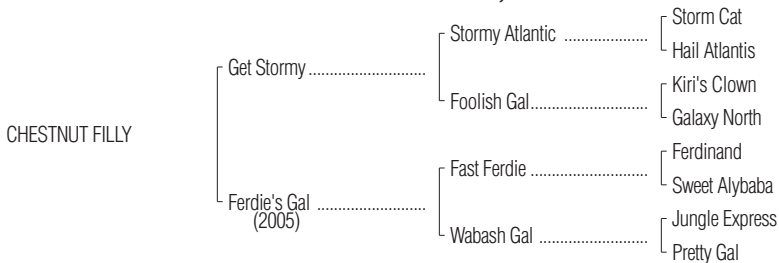 Storm Cat
Stormy Atlantic ....................
Hail Atlantis
Get Stormy ............................
Kiri's Clown
Foolish Gal............................
Galaxy North
CHESTNUT FILLY
Ferdinand
Fast Ferdie ............................
Sweet Alybaba
Ferdie's Gal ..........................
(2005)
Jungle Express
Wabash Gal ..........................
Pretty Gal